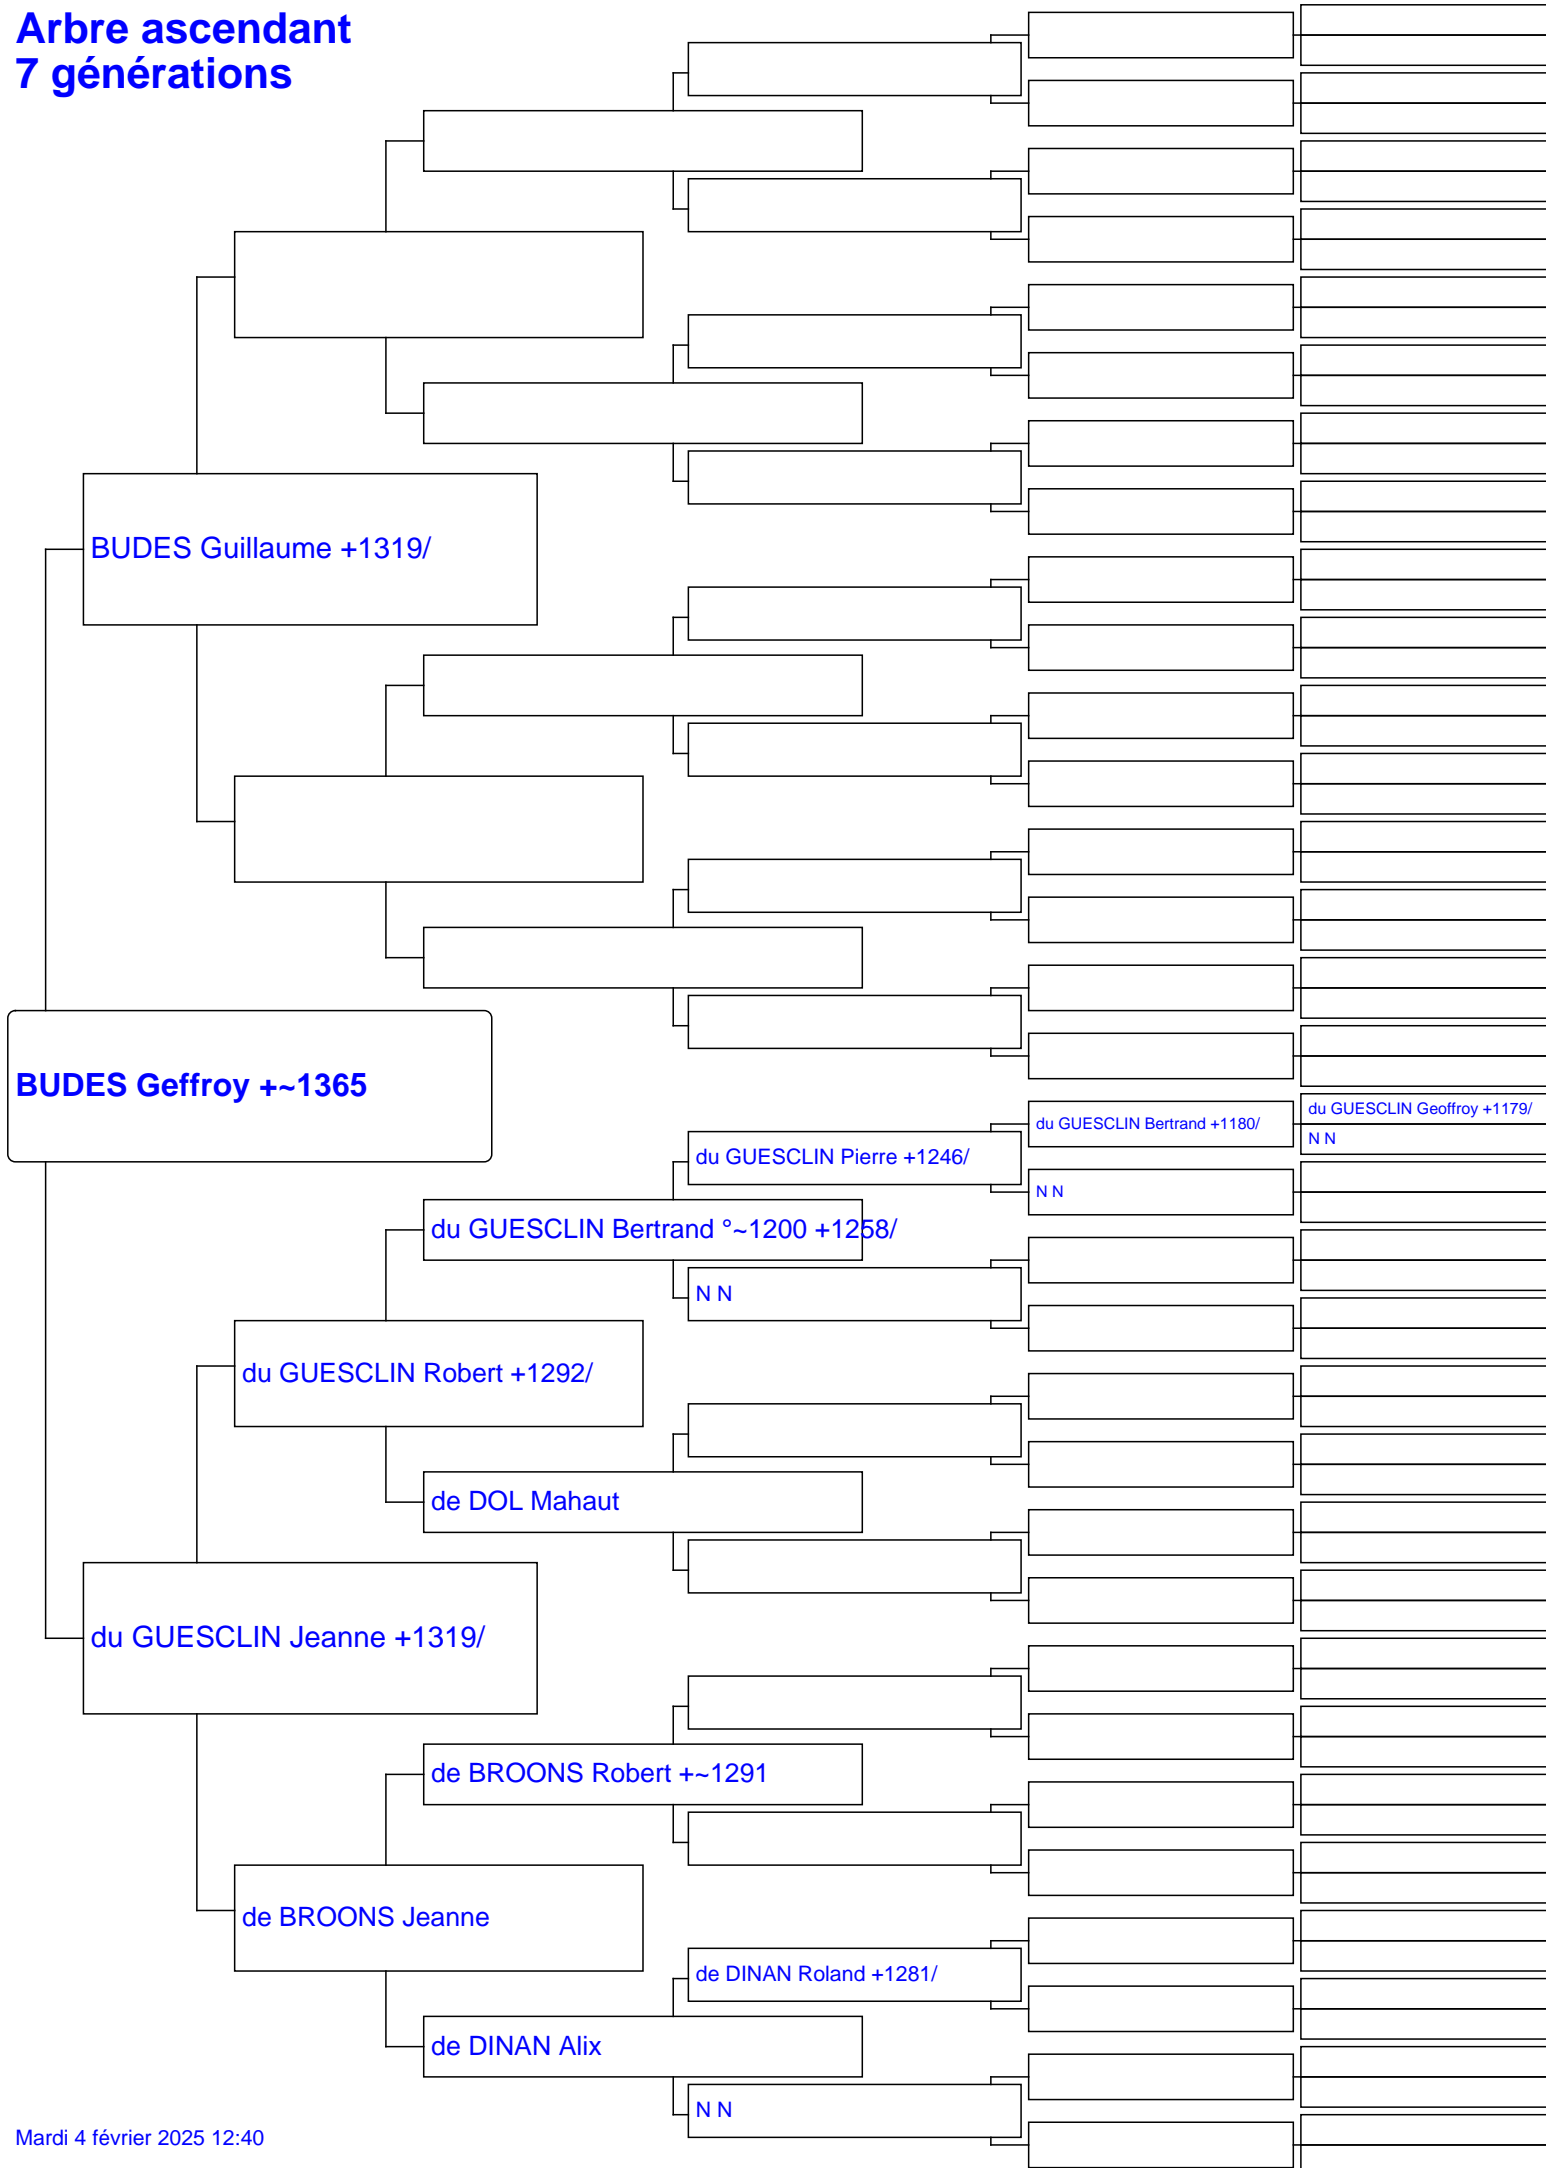 Arbre ascendant
7 générations
BUDES Guillaume +1319/
BUDES Geffroy +~1365
du GUESCLIN Bertrand +1180/
du GUESCLIN Geoffroy +1179/
N N
du GUESCLIN Pierre +1246/
N N
du GUESCLIN Bertrand °~1200 +1258/
N N
du GUESCLIN Robert +1292/
de DOL Mahaut
du GUESCLIN Jeanne +1319/
de BROONS Robert +~1291
de BROONS Jeanne
de DINAN Roland +1281/
de DINAN Alix
N N
Mardi 4 février 2025 12:40